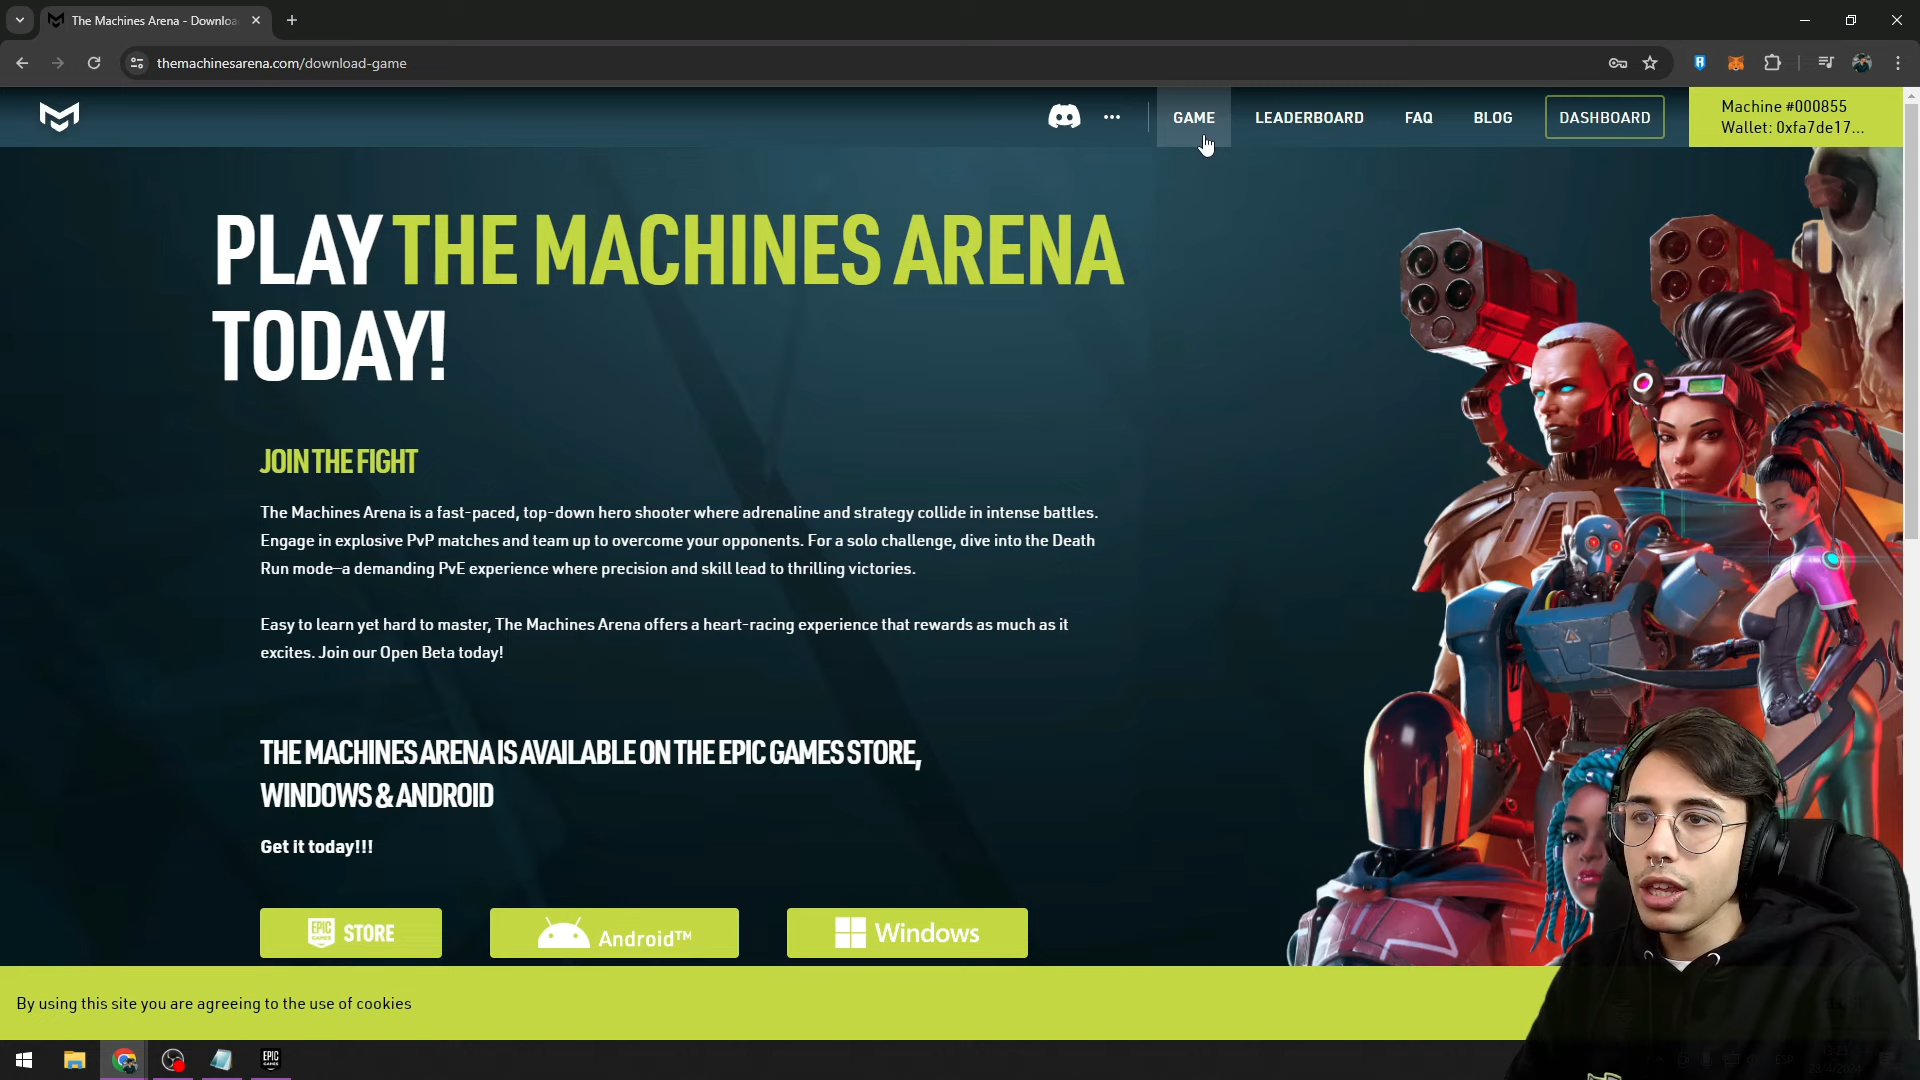 The Machines Arena - Downloa
themachinesarena.com/download-game
GAME
LEADERBOARD
FAQ
BLOG
DASHBOARD
Machine #000855
Wallet: 0xfa7de17...
PLAY THE MACHINES ARENA
TODAY!
JOIN THE FIGHT
The Machines Arena is a fast-paced, top-down hero shooter where adrenaline and strategy collide in intense battles.
Engage in explosive PvP matches and team up to overcome your opponents. For a solo challenge, dive into the Death
Run mode—a demanding PvE experience where precision and skill lead to thrilling victories.
Easy to learn yet hard to master, The Machines Arena offers a heart-racing experience that rewards as much as it
excites. Join our Open Beta today!
THE MACHINES ARENA IS AVAILABLE ON THE EPIC GAMES STORE,
WINDOWS & ANDROID
Get it today!!!
EPIC GAMES STORE
Android™
Windows
By using this site you are agreeing to the use of cookies
EPIC GAMES